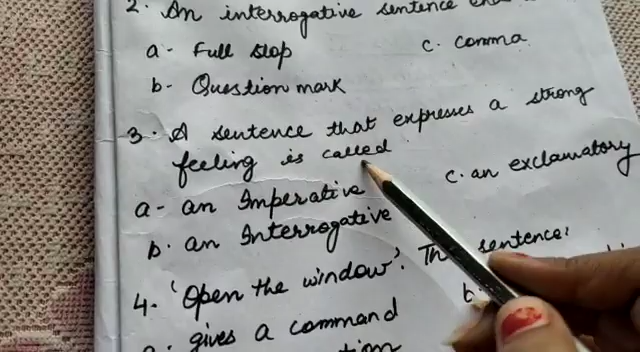 2. An interrogative sentence
a - Full stop
c. comma
b - Question mark
3. A sentence that expresses a strong
feeling is called
a - an Imperative
c. an exclamatory
b. an Interrogative
4. 'Open the window'. The sentence:
gives a command
b.